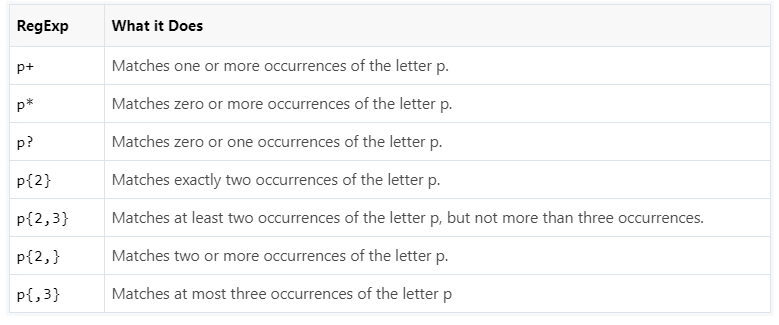 RegExp What it Does
p+ Matches one or more occurrences of the letter p.
p* Matches zero or more occurrences of the letter p.
p? Matches zero or one occurrences of the letter p.
p{2} Matches exactly two occurrences of the letter p.
p{2,3} Matches at least two occurrences of the letter p, but not more than three occurrences.
p{2,} Matches two or more occurrences of the letter p.
p{,3} Matches at most three occurrences of the letter p